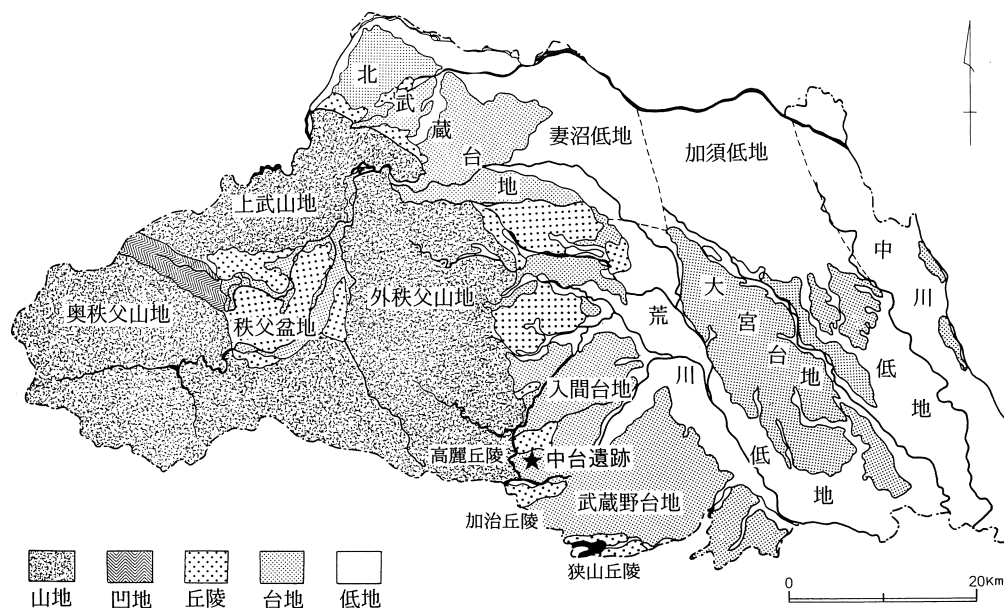 北武蔵台地
妻沼低地
加須低地
上武山地
中川低地
奥秩父山地
秩父盆地
外秩父山地
大宮台地
荒川低地
入間台地
高麗丘陵
★中台遺跡
加治丘陵
武蔵野台地
狭山丘陵
山地
凹地
丘陵
台地
低地
0 20Km